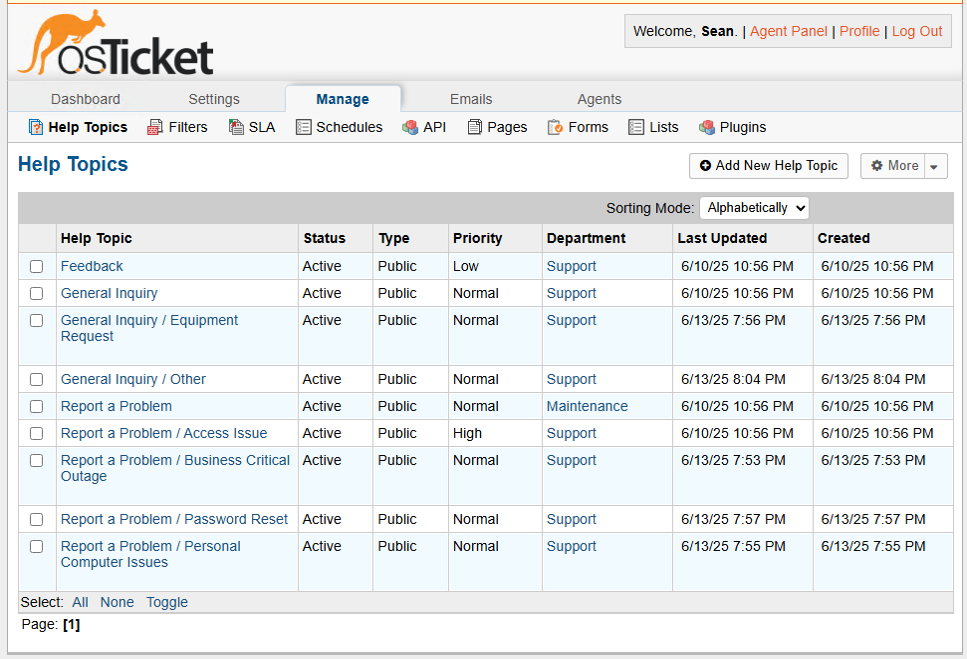 osTicket
Welcome, Sean. | Agent Panel | Profile | Log Out
Dashboard Settings Manage Emails Agents
Help Topics Filters SLA Schedules API Pages Forms Lists Plugins
Help Topics
Add New Help Topic More
Sorting Mode: Alphabetically
Help Topic Status Type Priority Department Last Updated Created
Feedback Active Public Low Support 6/10/25 10:56 PM 6/10/25 10:56 PM
General Inquiry Active Public Normal Support 6/10/25 10:56 PM 6/10/25 10:56 PM
General Inquiry / Equipment Active Public Normal Support 6/13/25 7:56 PM 6/13/25 7:56 PM
Request
General Inquiry / Other Active Public Normal Support 6/13/25 8:04 PM 6/13/25 8:04 PM
Report a Problem Active Public Normal Maintenance 6/10/25 10:56 PM 6/10/25 10:56 PM
Report a Problem / Access Issue Active Public High Support 6/10/25 10:56 PM 6/10/25 10:56 PM
Report a Problem / Business Critical Active Public Normal Support 6/13/25 7:53 PM 6/13/25 7:53 PM
Outage
Report a Problem / Password Reset Active Public Normal Support 6/13/25 7:57 PM 6/13/25 7:57 PM
Report a Problem / Personal Active Public Normal Support 6/13/25 7:55 PM 6/13/25 7:55 PM
Computer Issues
Select: All None Toggle
Page: [1]